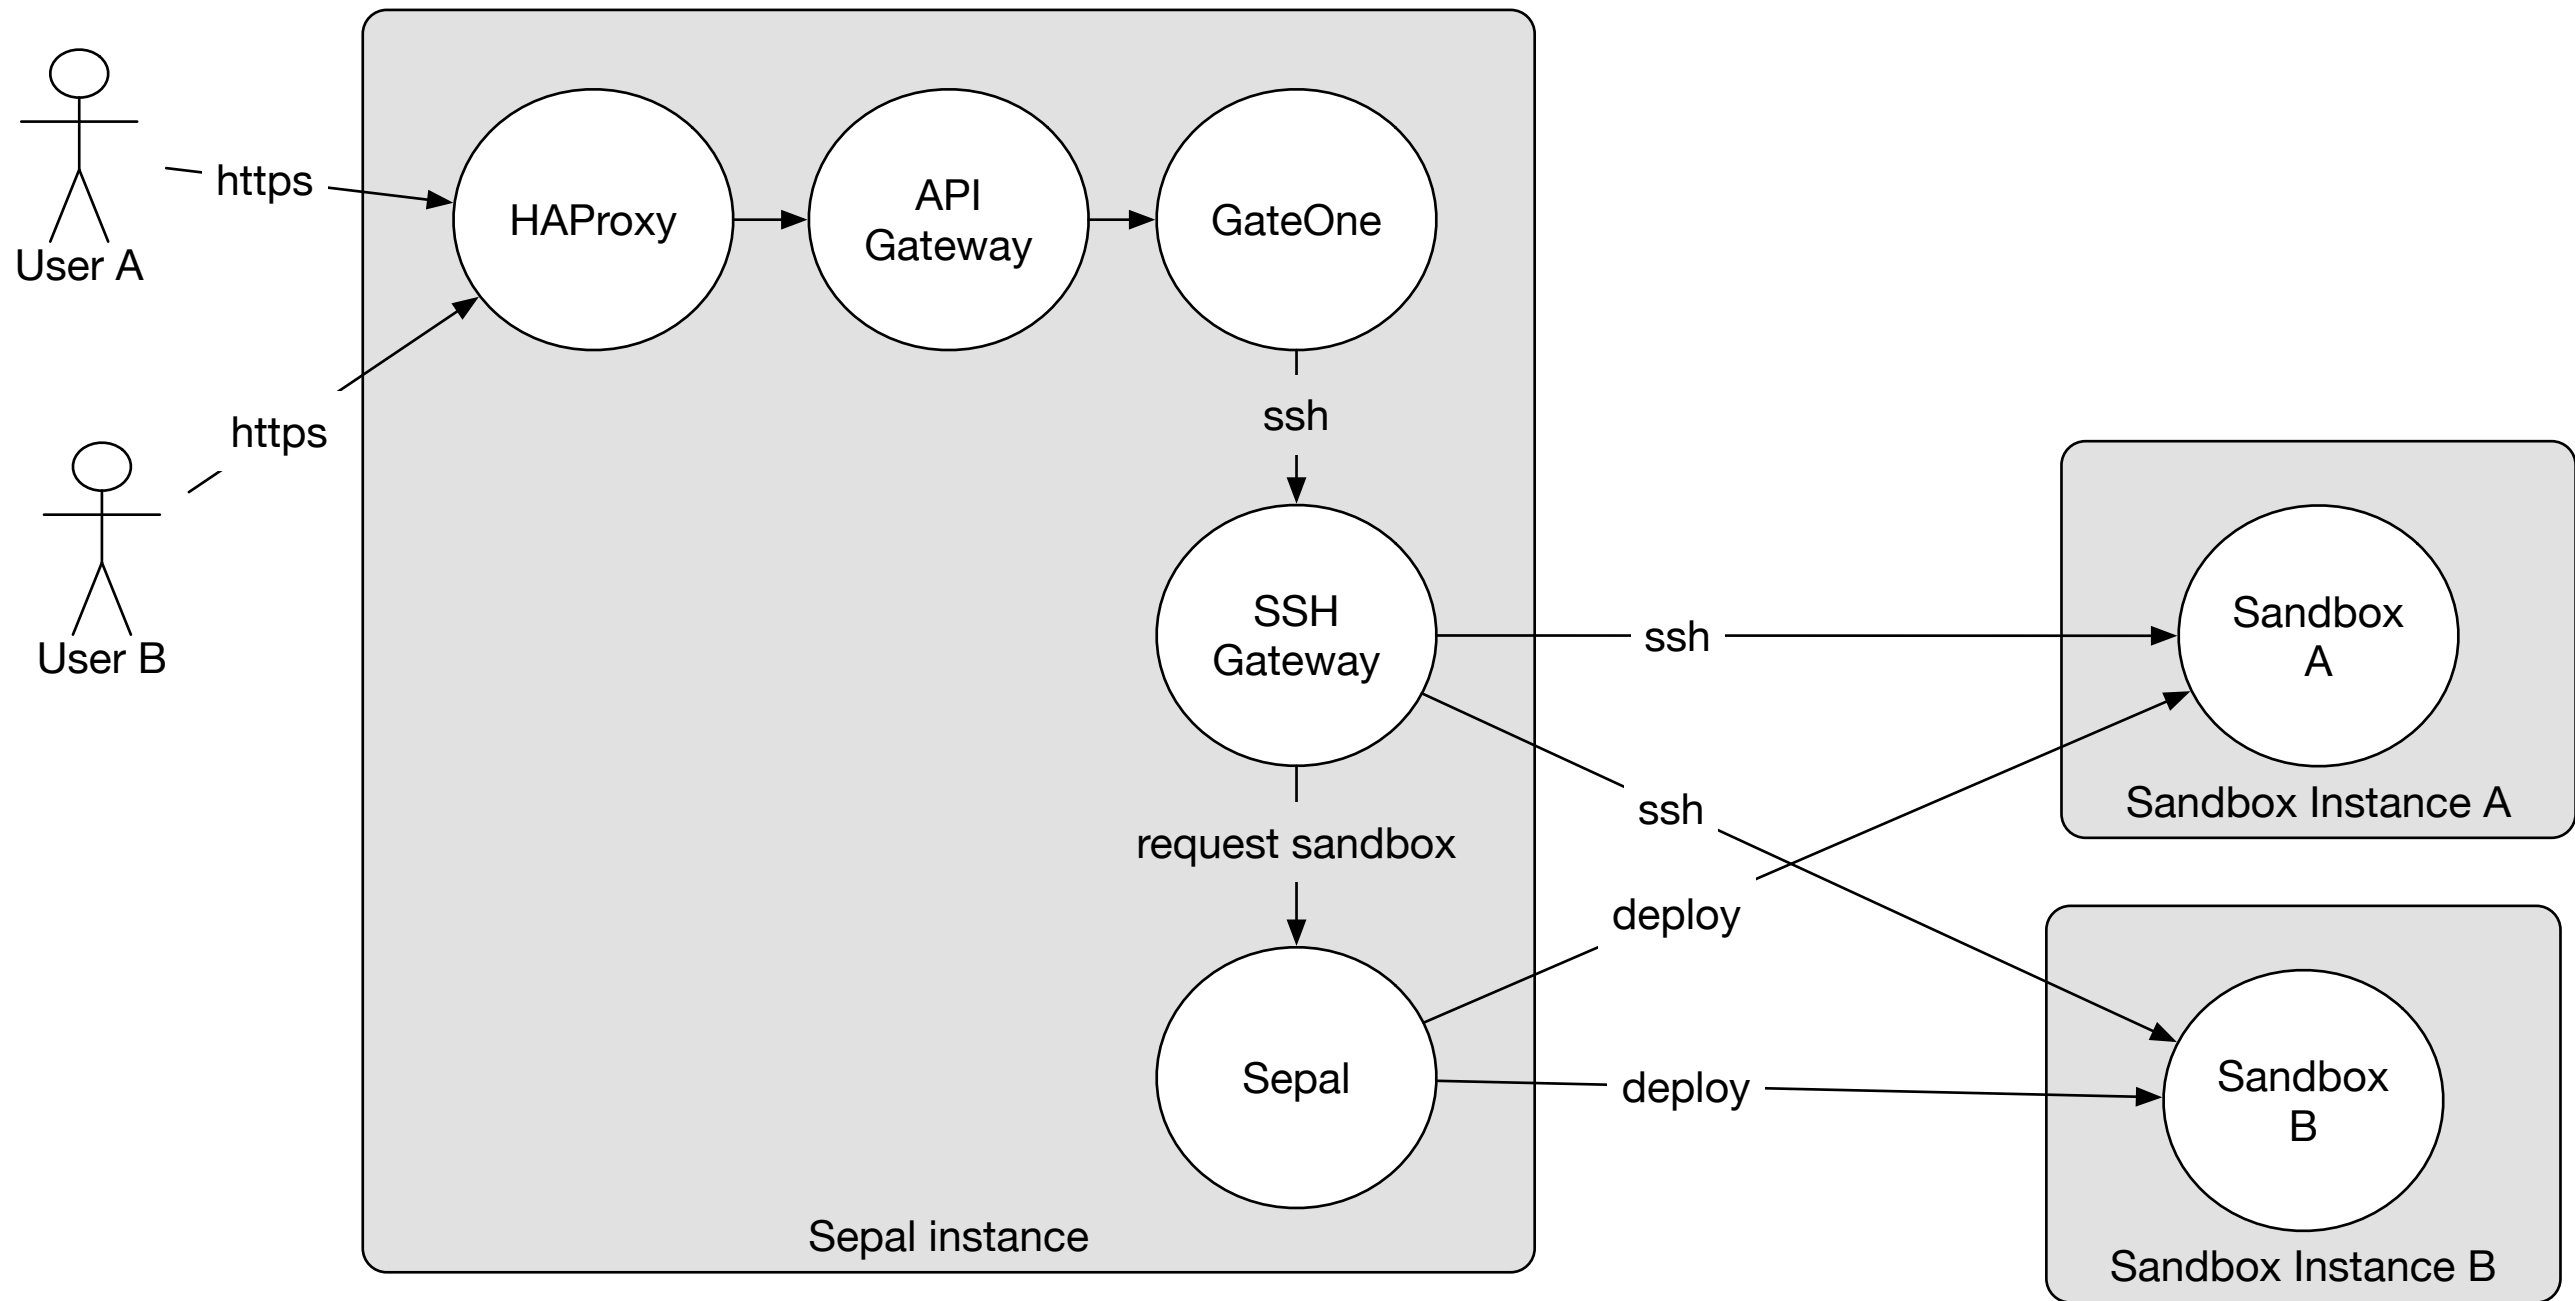 https
User A
https
User B
HAProxy
API
Gateway
GateOne
ssh
SSH
Gateway
request sandbox
Sepal
Sepal instance
ssh
ssh
deploy
deploy
Sandbox
A
Sandbox Instance A
Sandbox
B
Sandbox Instance B